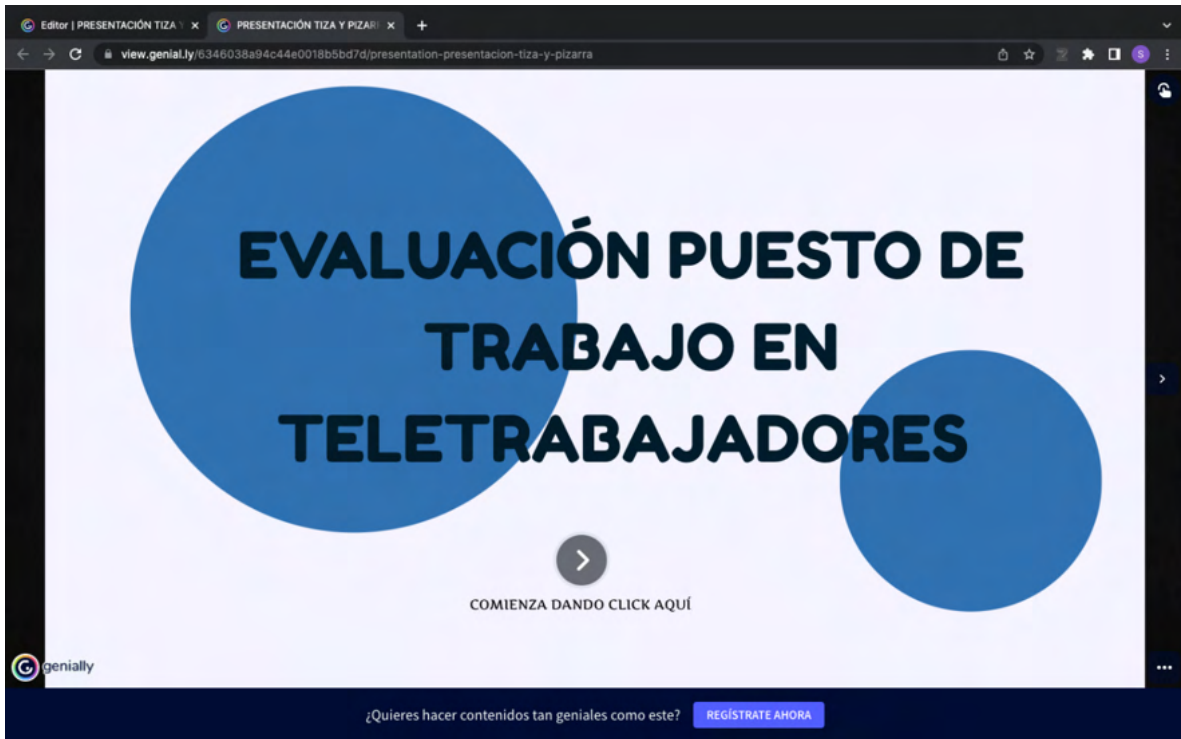 Editor | PRESENTACIÓN TIZA Y
PRESENTACIÓN TIZA Y PIZAR
view.genial.ly/6346038a94c44e0018b5bd7d/presentation-presentacion-tiza-y-pizarra
S
EVALUACIÓN PUESTO DE
TRABAJO EN
TELETRABAJADORES
COMIENZA DANDO CLICK AQUÍ
genially
¿Quieres hacer contenidos tan geniales como este? REGÍSTRATE AHORA